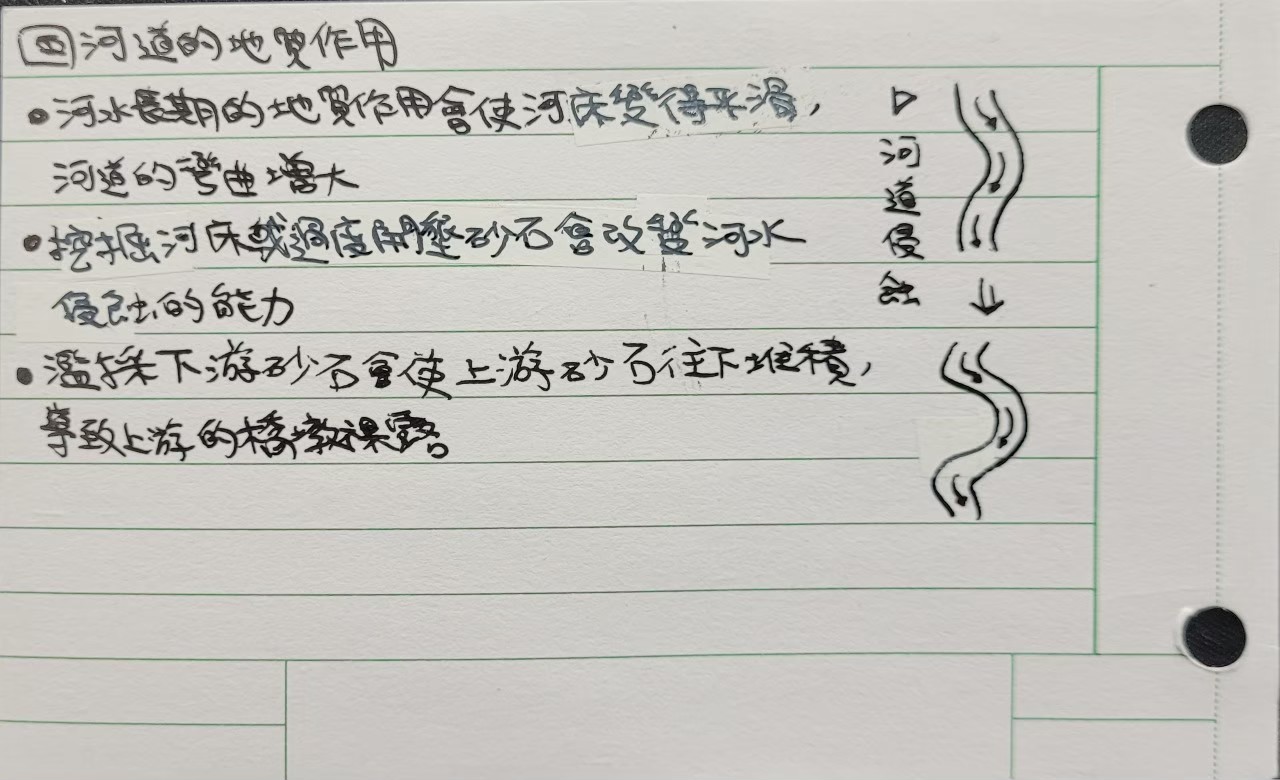 四 河道的地質作用
• 河水長期的地質作用會使河床變得平滑,
河道的彎曲增大
• 挖掘河床或過度開墾砂石會改變河水
侵蝕的能力
• 濫採下游砂石會使上游砂石往下堆積,
導致上游的橋墩裸露。
▷河道侵蝕